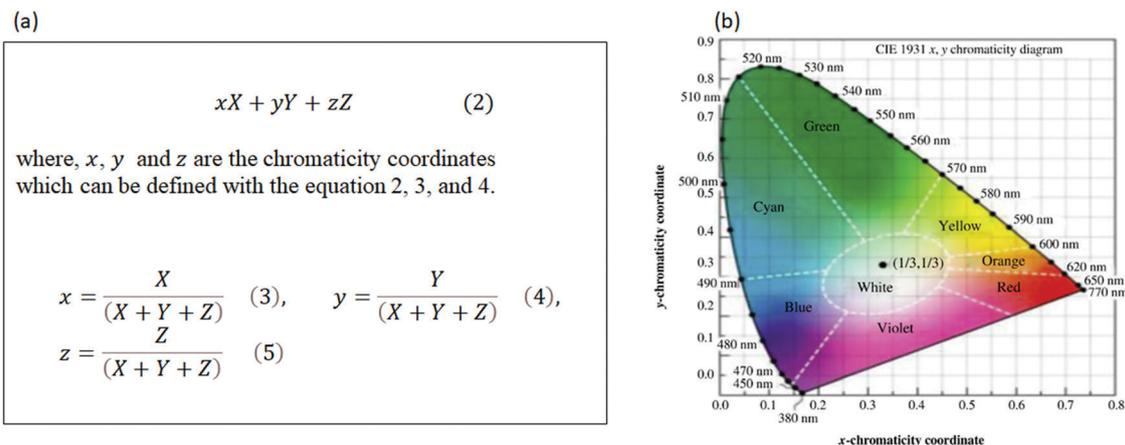 (a)
xX + yY + zZ (2)
where, x, y and z are the chromaticity coordinates
which can be defined with the equation 2, 3, and 4.
x = X / (X + Y + Z) (3), y = Y / (X + Y + Z) (4),
z = Z / (X + Y + Z) (5)
(b)
CIE 1931 x, y chromaticity diagram
y-chromaticity coordinate
0.9
0.8
0.7
0.6
0.5
0.4
0.3
0.2
0.1
0.0
520 nm
530 nm
540 nm
550 nm
560 nm
570 nm
580 nm
590 nm
600 nm
620 nm
650 nm
770 nm
510 nm
500 nm
490 nm
480 nm
470 nm
450 nm
380 nm
Green
Cyan
Yellow
Orange
Red
(1/3,1/3)
White
Blue
Violet
0.0 0.1 0.2 0.3 0.4 0.5 0.6 0.7 0.8
x-chromaticity coordinate